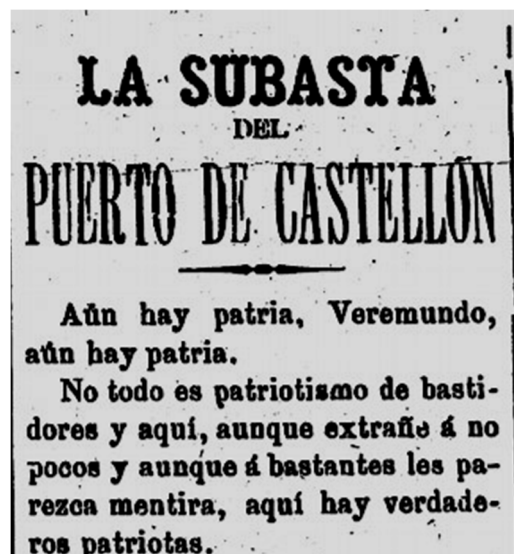 LA SUBASTA
DEL
PUERTO DE CASTELLÓN
Aún hay patria, Veremundo,
aún hay patria.
No todo es patriotismo de basti-
dores y aquí, aunque extrañe á no
pocos y aunque á bastantes les pa-
rezca mentira, aquí hay verdade-
ros patriotas.